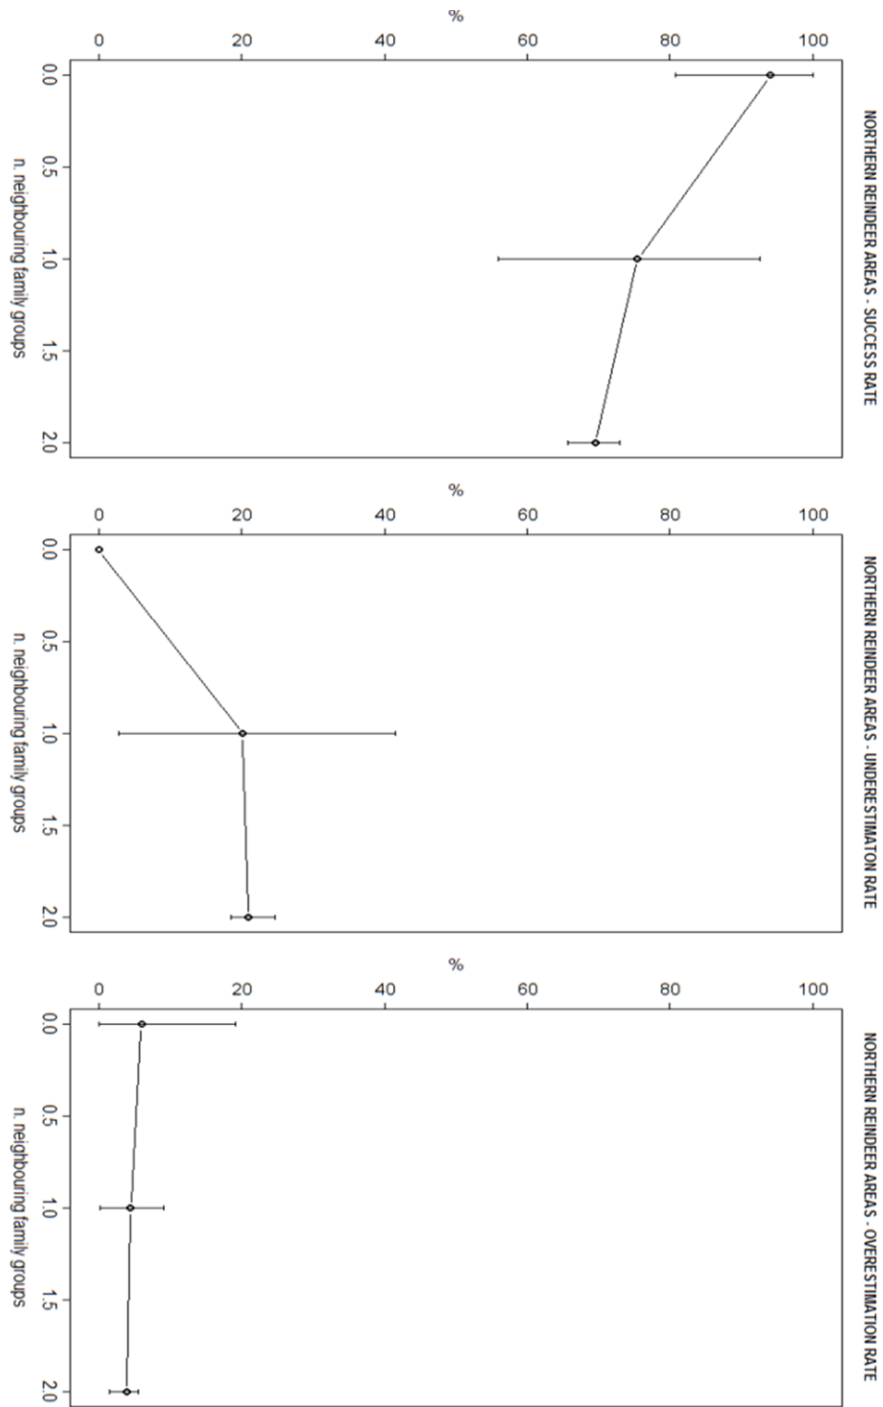 NORTHERN REINDEER AREAS - SUCCESS RATE
%
0 20 40 60 80 100
0.0 0.5 1.0 1.5 2.0
n. neighbouring family groups
NORTHERN REINDEER AREAS - UNDERESTIMATON RATE
%
0 20 40 60 80 100
0.0 0.5 1.0 1.5 2.0
n. neighbouring family groups
NORTHERN REINDEER AREAS - OVERESTIMATION RATE
%
0 20 40 60 80 100
0.0 0.5 1.0 1.5 2.0
n. neighbouring family groups